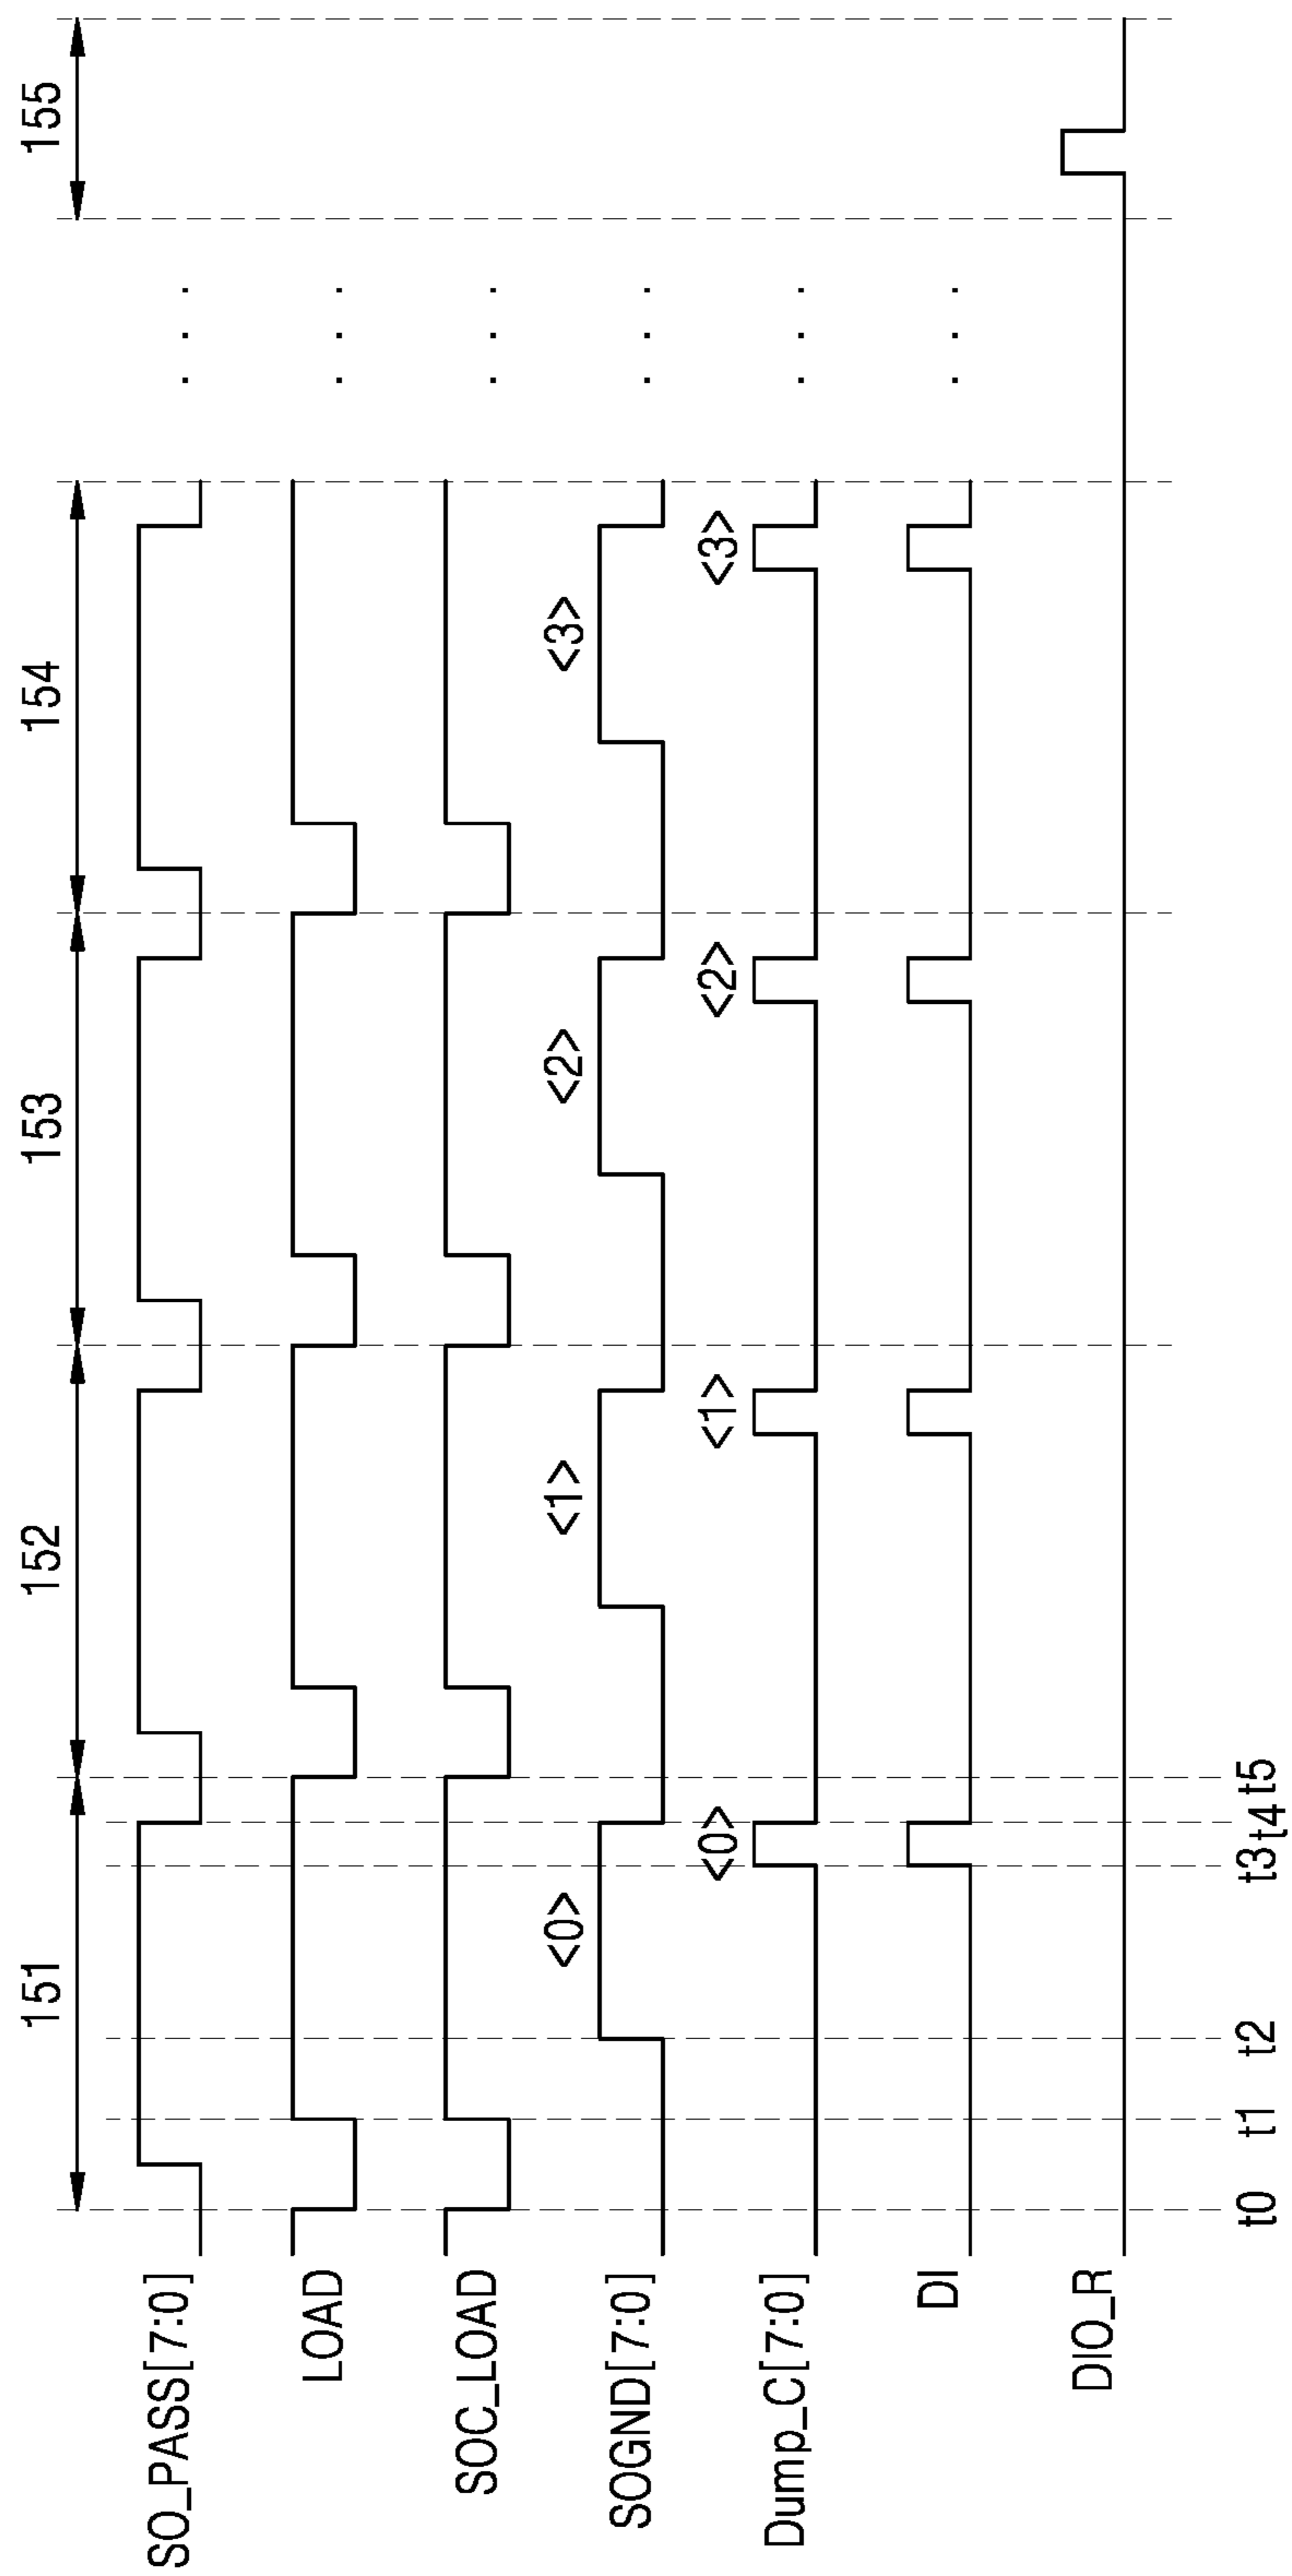 151 152 153 154 155
SO_PASS[7:0]
LOAD
SOC_LOAD
SOGND[7:0] <0> <1> <2> <3>
Dump_C[7:0] <0> <1> <2> <3>
DI
DIO_R
t0 t1 t2 t3 t4 t5